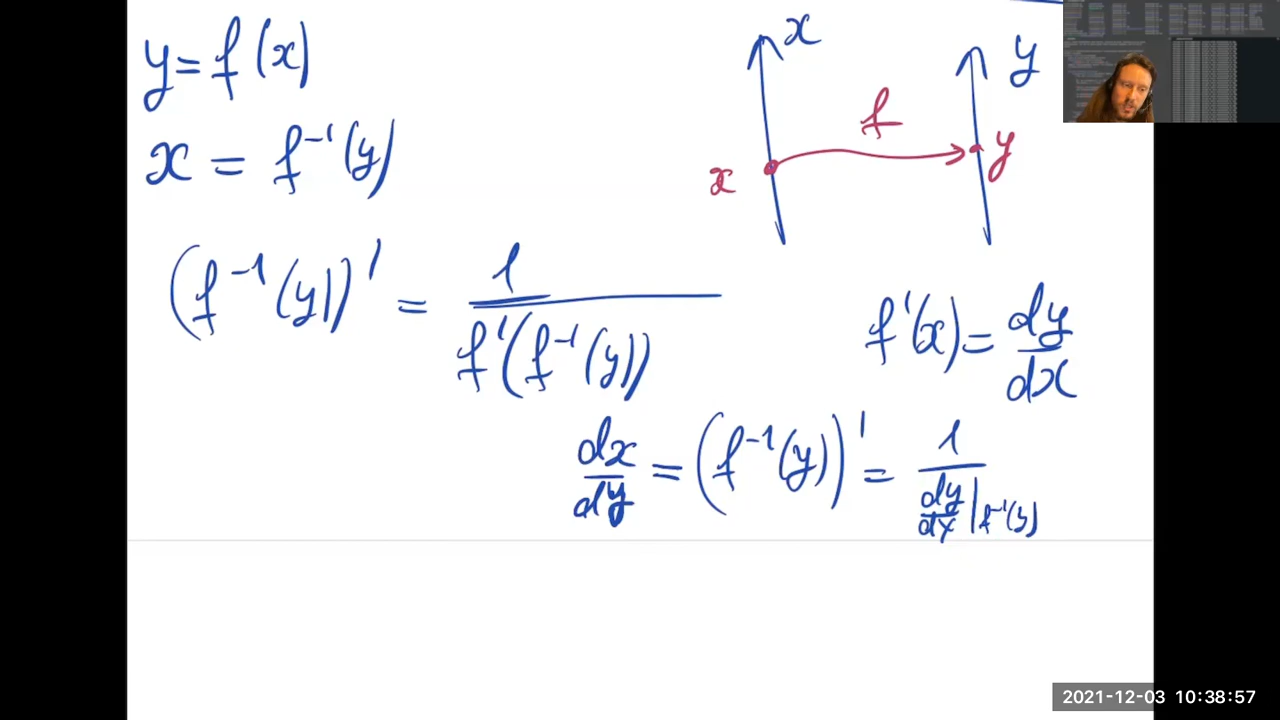 y = f(x)
x = f⁻¹(y)
x
y
f
x
y
(f⁻¹(y))' = 1 / f'(f⁻¹(y))
f'(x) = dy/dx
dx/dy = (f⁻¹(y))' = 1 / (dy/dx |f⁻¹(y))
2021-12-03 10:38:57